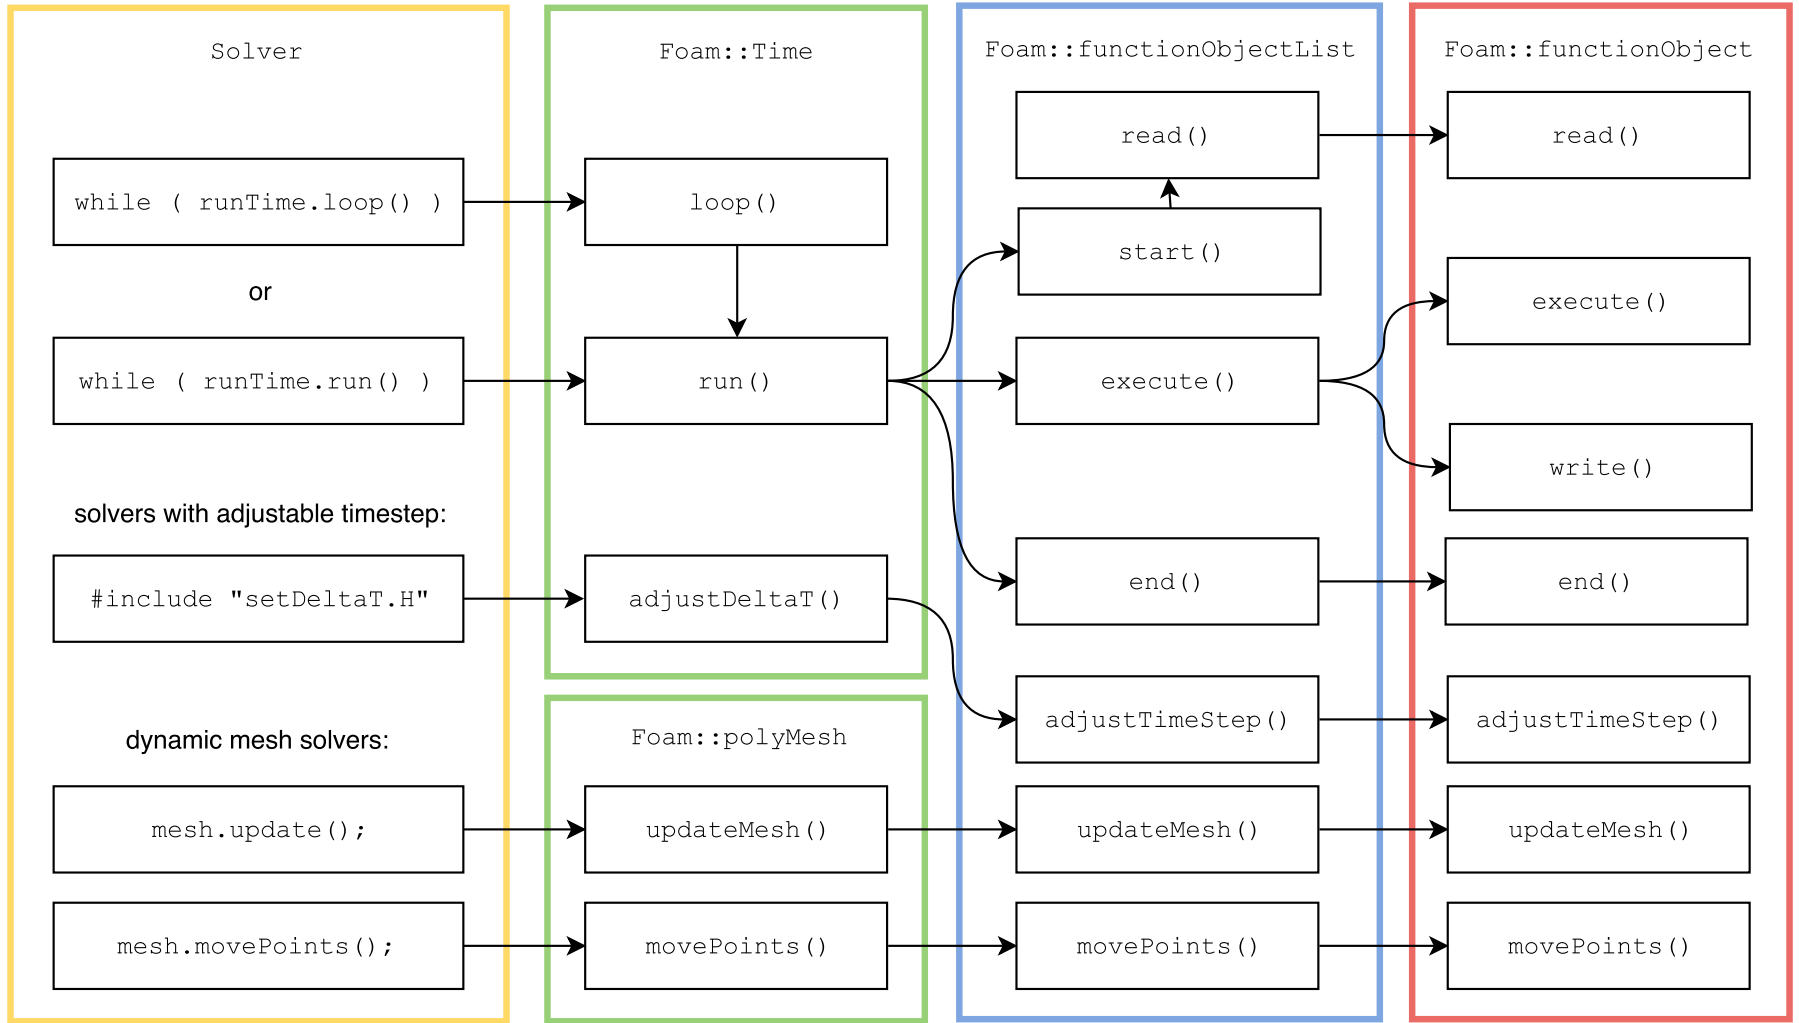 Solver
while ( runTime.loop() )
or
while ( runTime.run() )
solvers with adjustable timestep:
#include "setDeltaT.H"
dynamic mesh solvers:
mesh.update();
mesh.movePoints();
Foam::Time
loop()
run()
adjustDeltaT()
Foam::polyMesh
updateMesh()
movePoints()
Foam::functionObjectList
read()
start()
execute()
end()
adjustTimeStep()
updateMesh()
movePoints()
Foam::functionObject
read()
execute()
write()
end()
adjustTimeStep()
updateMesh()
movePoints()